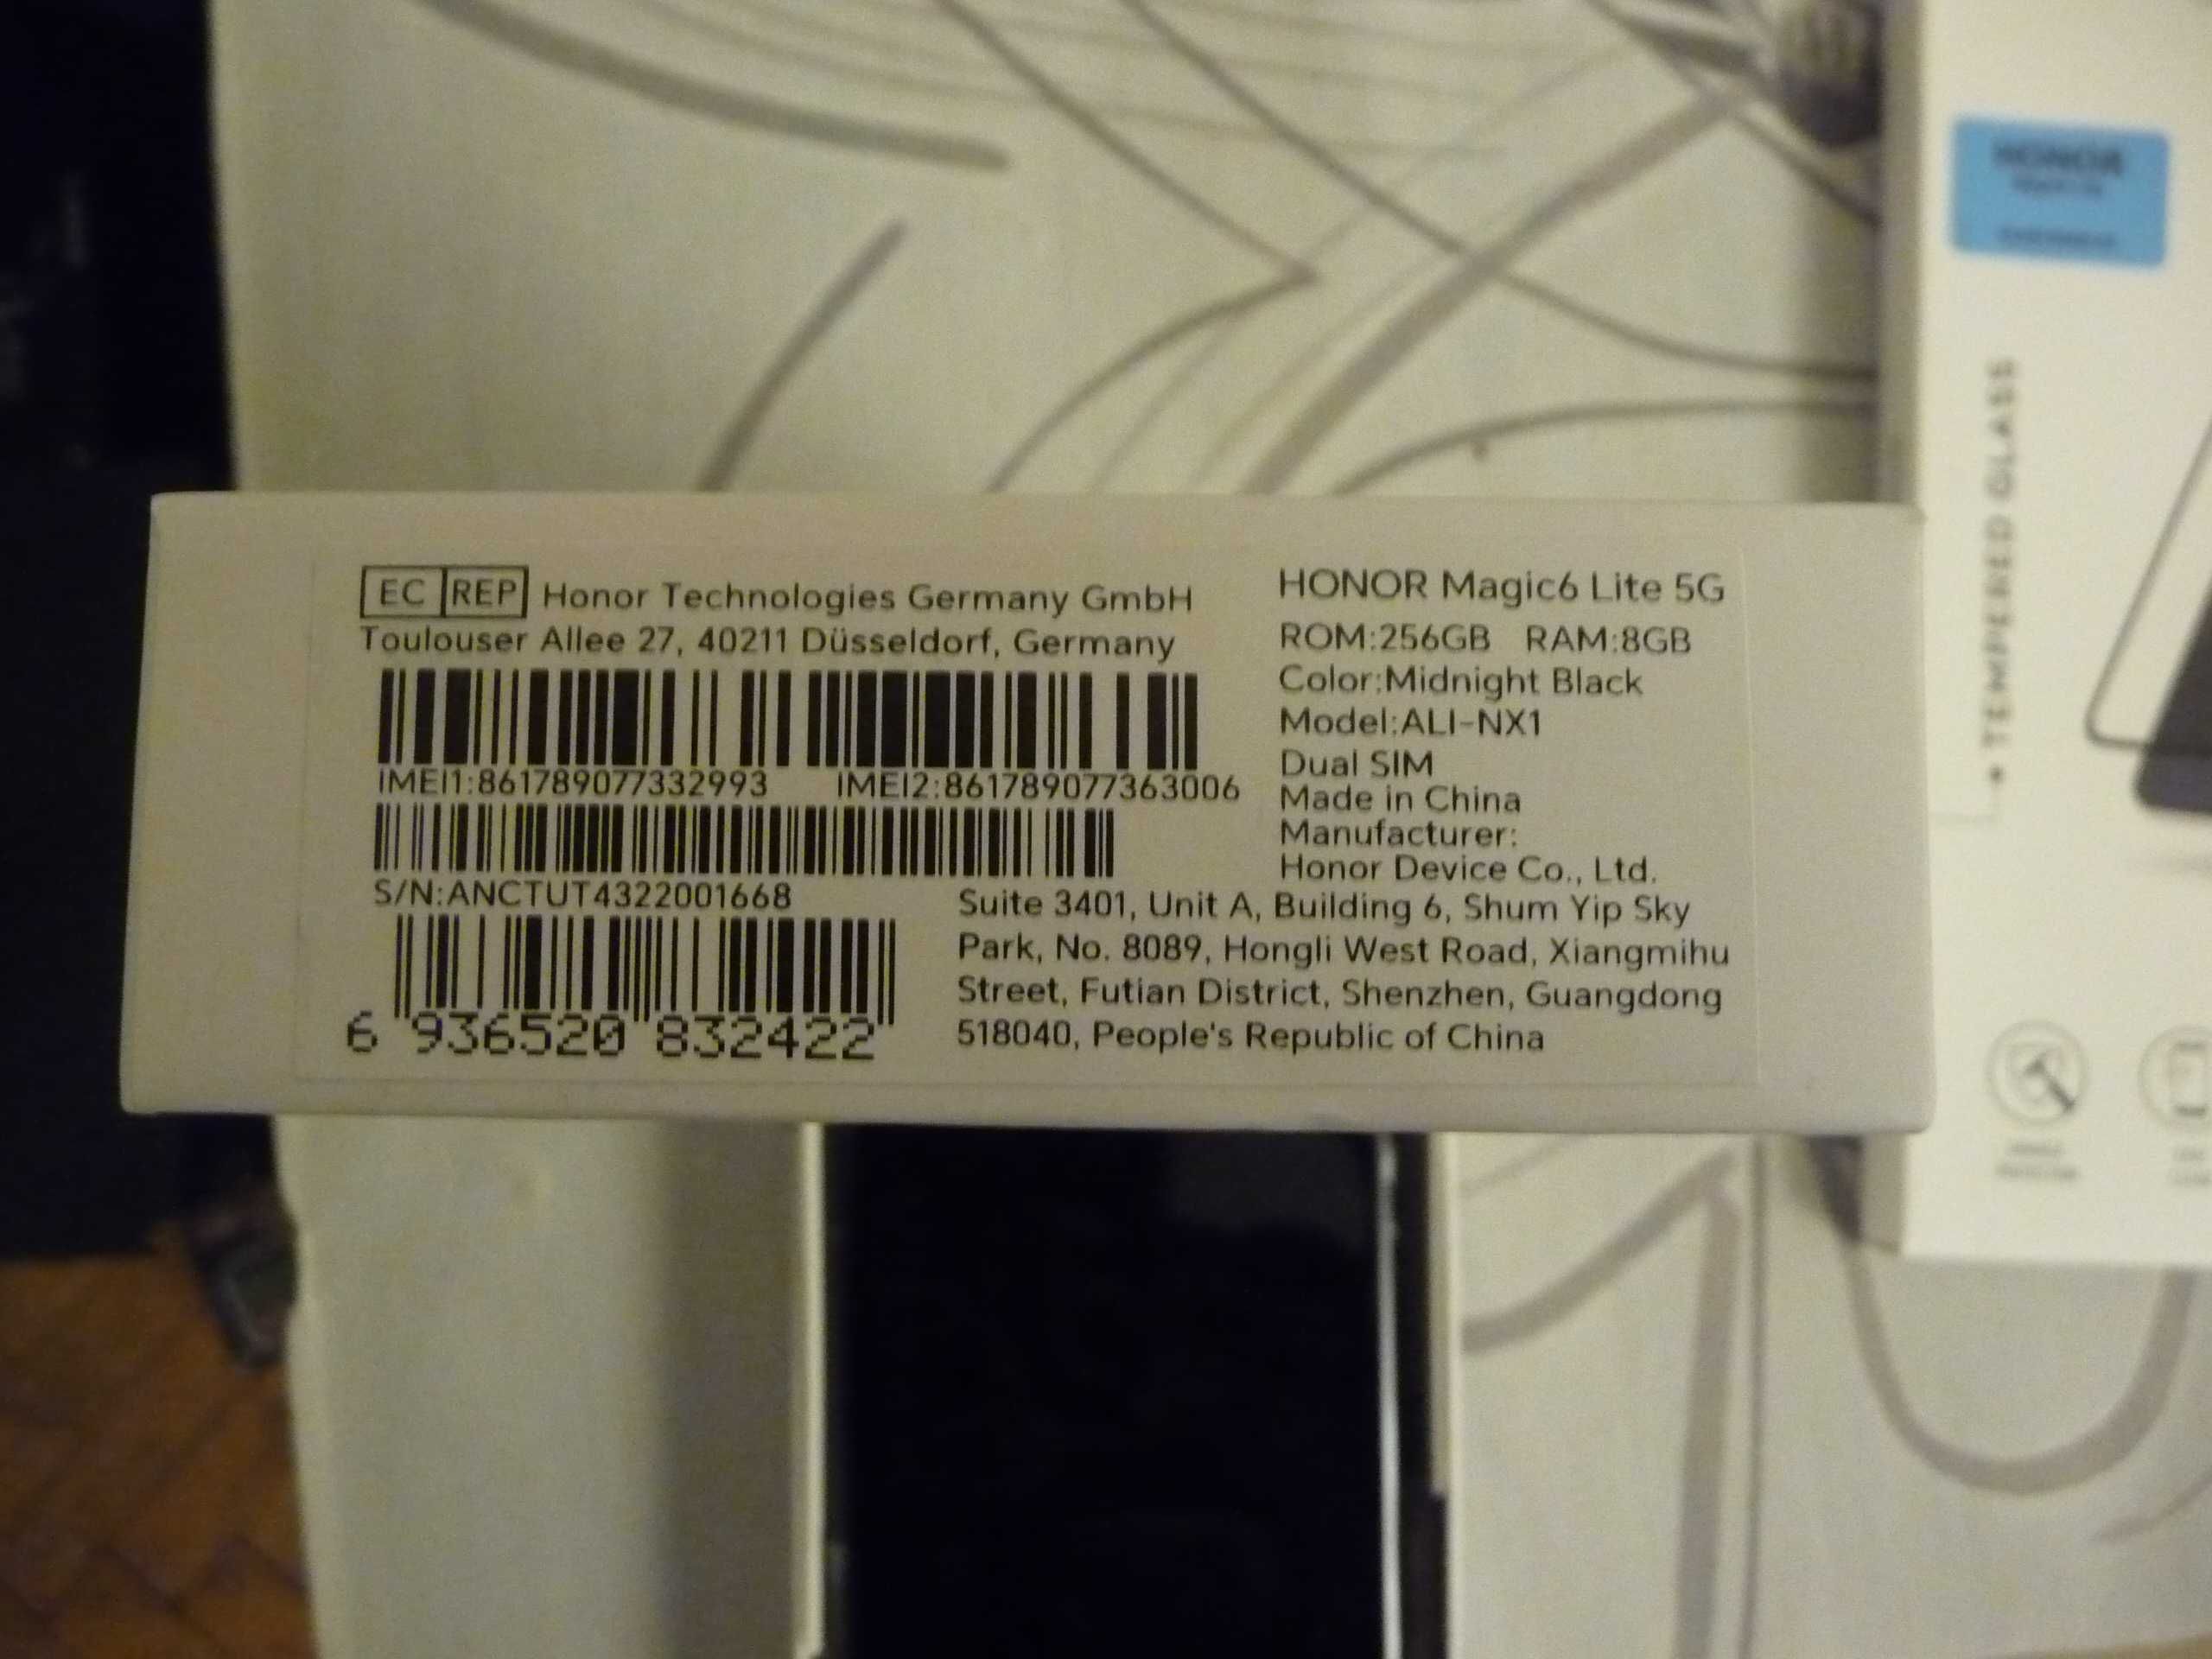 EC REP Honor Technologies Germany GmbH
Toulouser Allee 27, 40211 Düsseldorf, Germany
IMEI1:861789077332993 IMEI2:861789077363006
S/N:ANCTUT4322001668
6 936520 832422
HONOR Magic6 Lite 5G
ROM:256GB RAM:8GB
Color:Midnight Black
Model:ALI-NX1
Dual SIM
Made in China
Manufacturer:
Honor Device Co., Ltd.
Suite 3401, Unit A, Building 6, Shum Yip Sky
Park, No. 8089, Hongli West Road, Xiangmihu
Street, Futian District, Shenzhen, Guangdong
518040, People's Republic of China
HONOR
TEMPERED GLASS